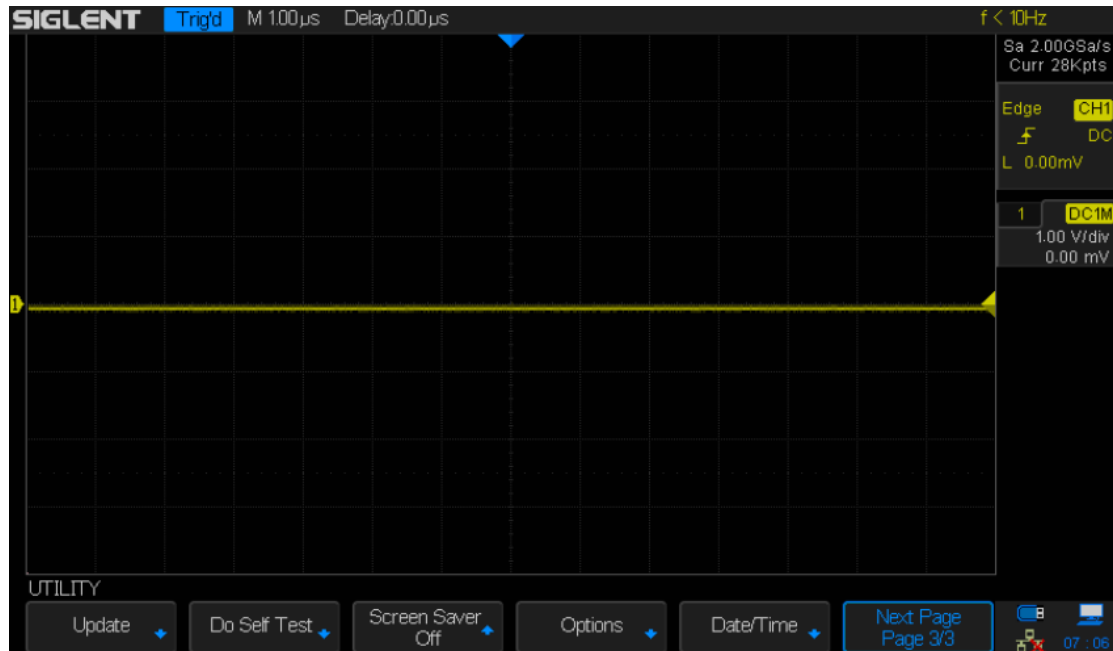 SIGLENT Trig'd M 1.00µs Delay:0.00µs f < 10Hz
Sa 2.00GSa/s
Curr 28Kpts
Edge CH1
DC
L 0.00mV
1 DC1M
1.00 V/div
0.00 mV
1
UTILITY
Update
Do Self Test
Screen Saver
Off
Options
Date/Time
Next Page
Page 3/3
07 : 06